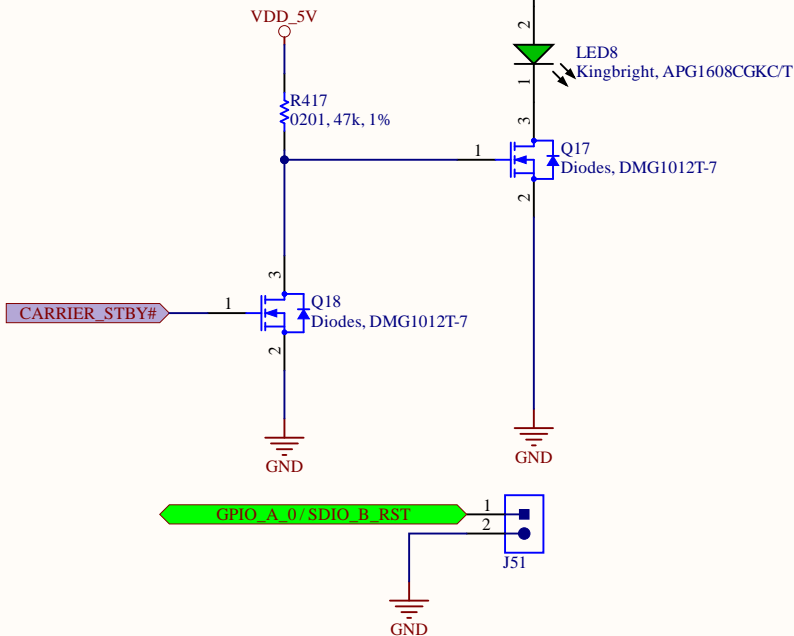 VDD_5V
2
LED8
Kingbright, APG1608CGKC/T
1
R417
0201, 47k, 1%
3
1
Q17
Diodes, DMG1012T-7
2
3
CARRIER_STBY#
1
Q18
Diodes, DMG1012T-7
2
GND
GND
GPIO_A_0 / SDIO_B_RST
1
2
J51
GND